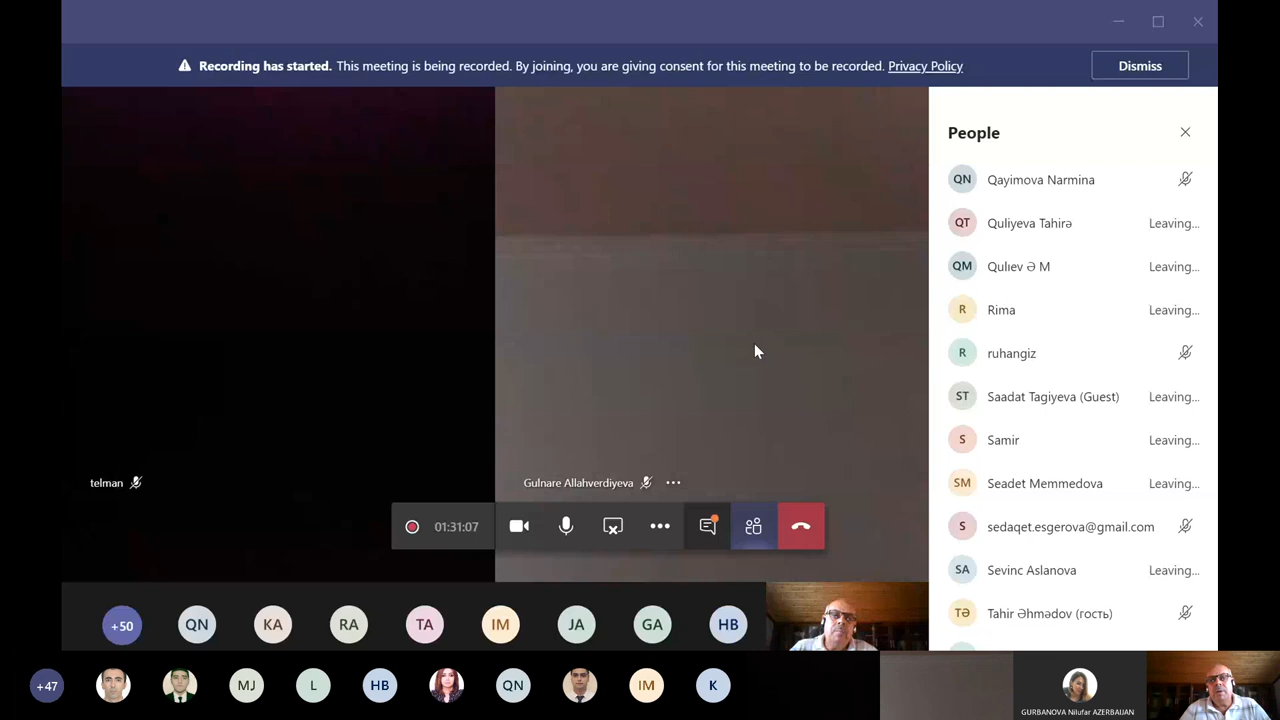 Recording has started. This meeting is being recorded. By joining, you are giving consent for this meeting to be recorded. Privacy Policy
Dismiss
People
QN Qayimova Narmina
QT Quliyeva Tahirə Leaving...
QM Qulıev Ə M Leaving...
R Rima Leaving...
R ruhangiz
ST Saadat Tagiyeva (Guest) Leaving...
S Samir Leaving...
SM Seadet Memmedova Leaving...
S sedaqet.esgerova@gmail.com
SA Sevinc Aslanova Leaving...
TƏ Tahir Əhmədov (гость)
telman
Gulnare Allahverdiyeva
01:31:07
+50 QN KA RA TA IM JA GA HB
+47 MJ L HB QN IM K
GURBANOVA Nilufar AZERBAIJAN